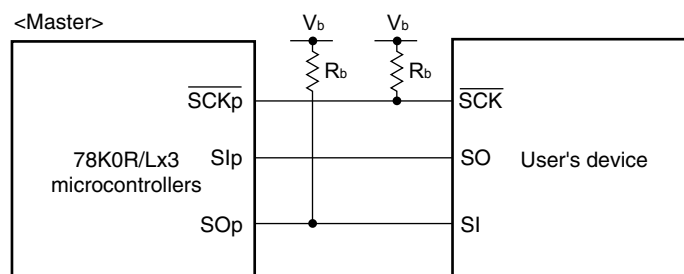 <Master>
Vb
Vb
Rb
Rb
SCKp
SCK
78K0R/Lx3
microcontrollers
SIp
SO
User's device
SOp
SI